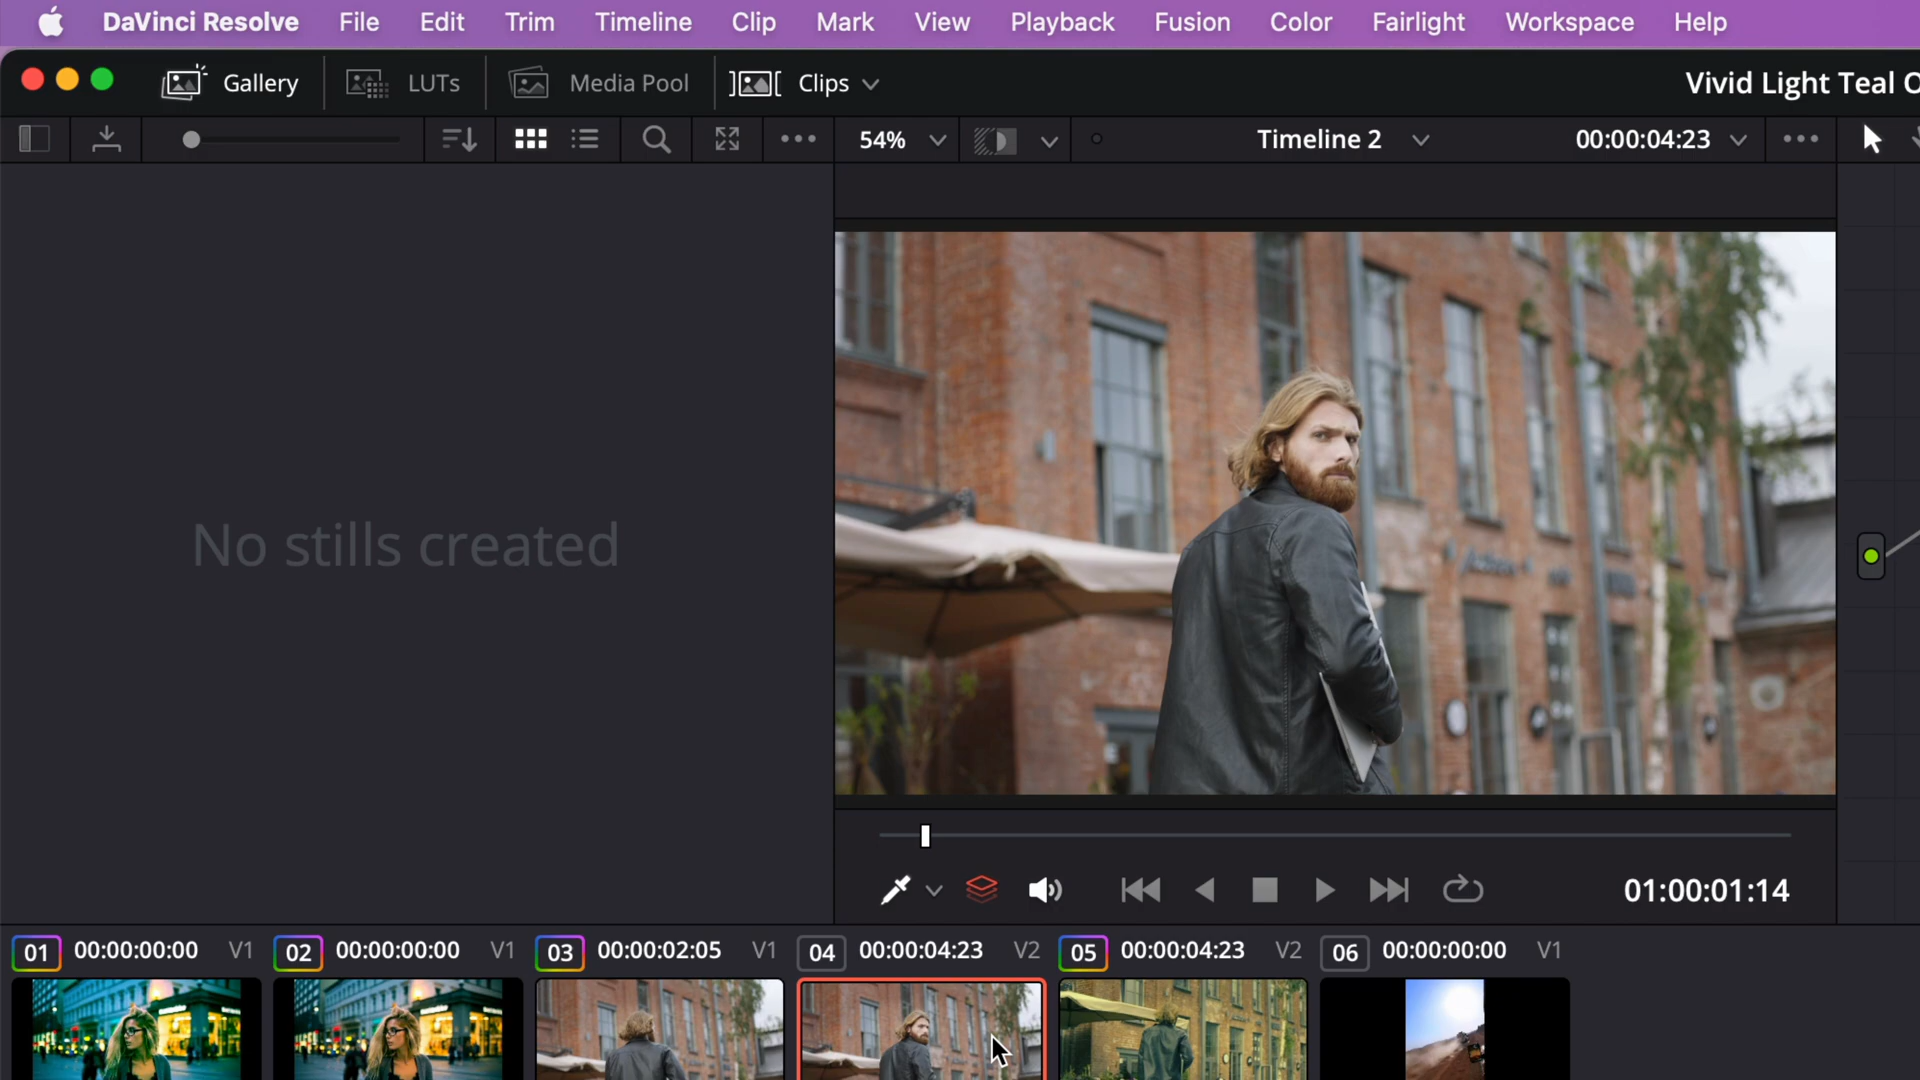 DaVinci Resolve File Edit Trim Timeline Clip Mark View Playback Fusion Color Fairlight Workspace Help
Gallery LUTs Media Pool Clips Vivid Light Teal
54% Timeline 2 00:00:04:23
No stills created
01:00:01:14
01 00:00:00:00 V1 02 00:00:00:00 V1 03 00:00:02:05 V1 04 00:00:04:23 V2 05 00:00:04:23 V2 06 00:00:00:00 V1